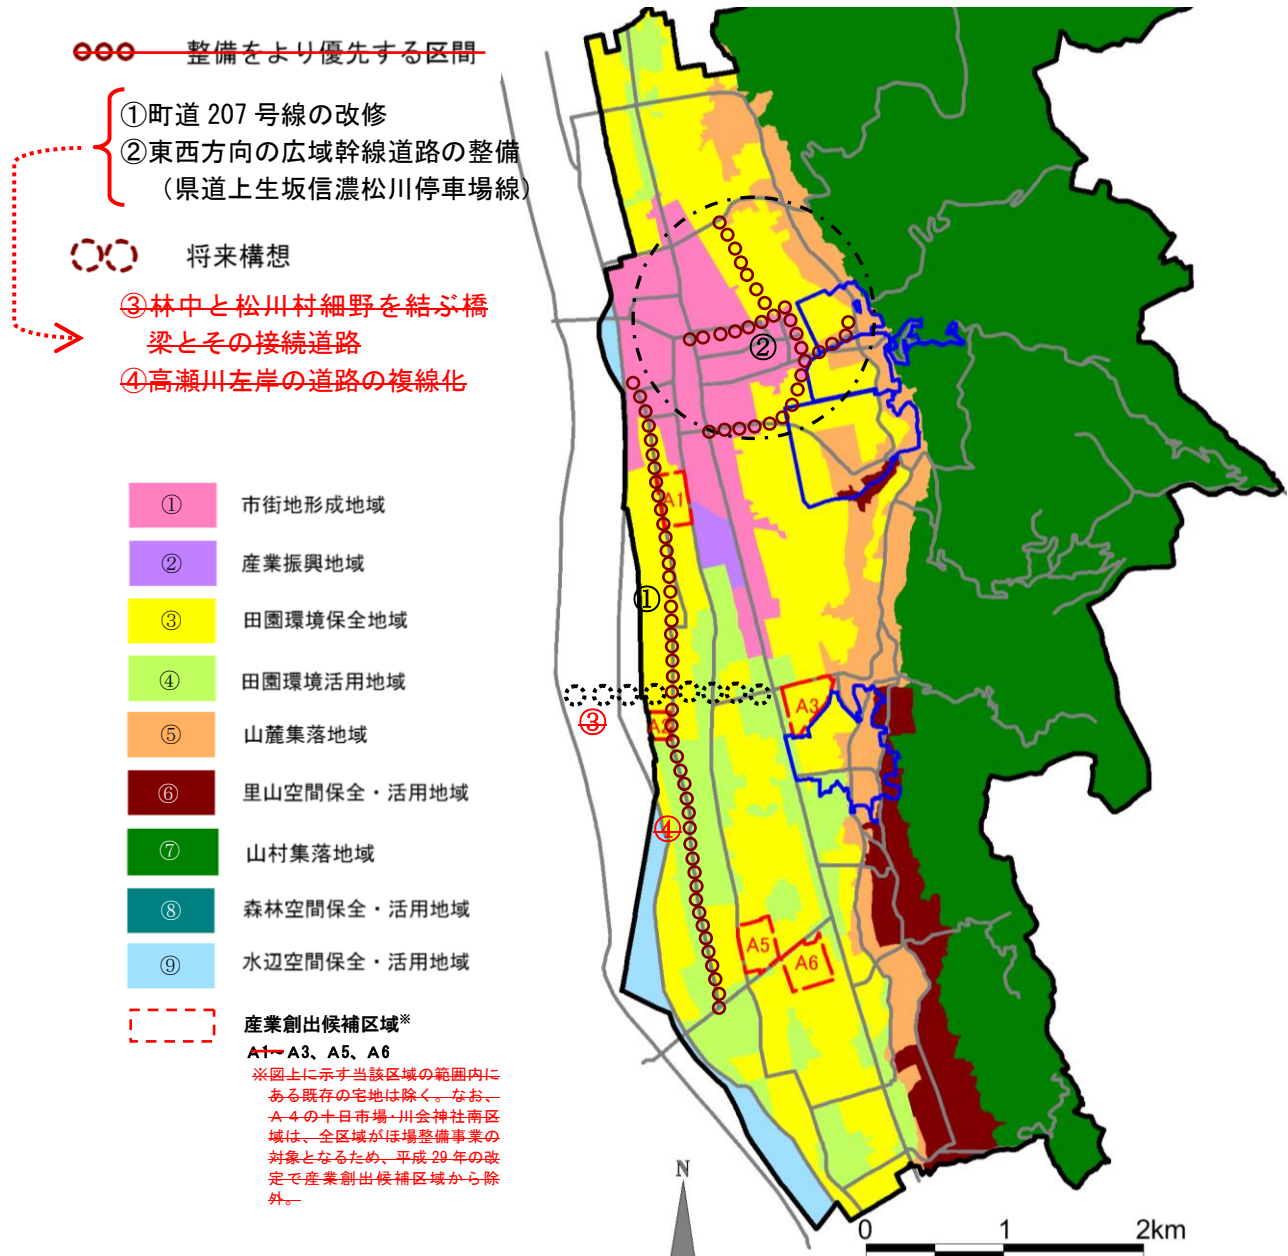 整備をより優先する区間
①町道 207 号線の改修
②東西方向の広域幹線道路の整備
（県道上生坂信濃松川停車場線）
将来構想
③林中と松川村細野を結ぶ橋
梁とその接続道路
④高瀬川左岸の道路の複線化
① 市街地形成地域
② 産業振興地域
③ 田園環境保全地域
④ 田園環境活用地域
⑤ 山麓集落地域
⑥ 里山空間保全・活用地域
⑦ 山村集落地域
⑧ 森林空間保全・活用地域
⑨ 水辺空間保全・活用地域
産業創出候補区域※
A1~A3、A5、A6
※図上に示す当該区域の範囲内に
ある既存の宅地は除く。なお、
A４の十日市場・川会神社南区
域は、全区域がほ場整備事業の
対象となるため、平成 29 年の改
定で産業創出候補区域から除
外。
②
A1
①
A3
③
A2
④
A5
A6
N
0 1 2km